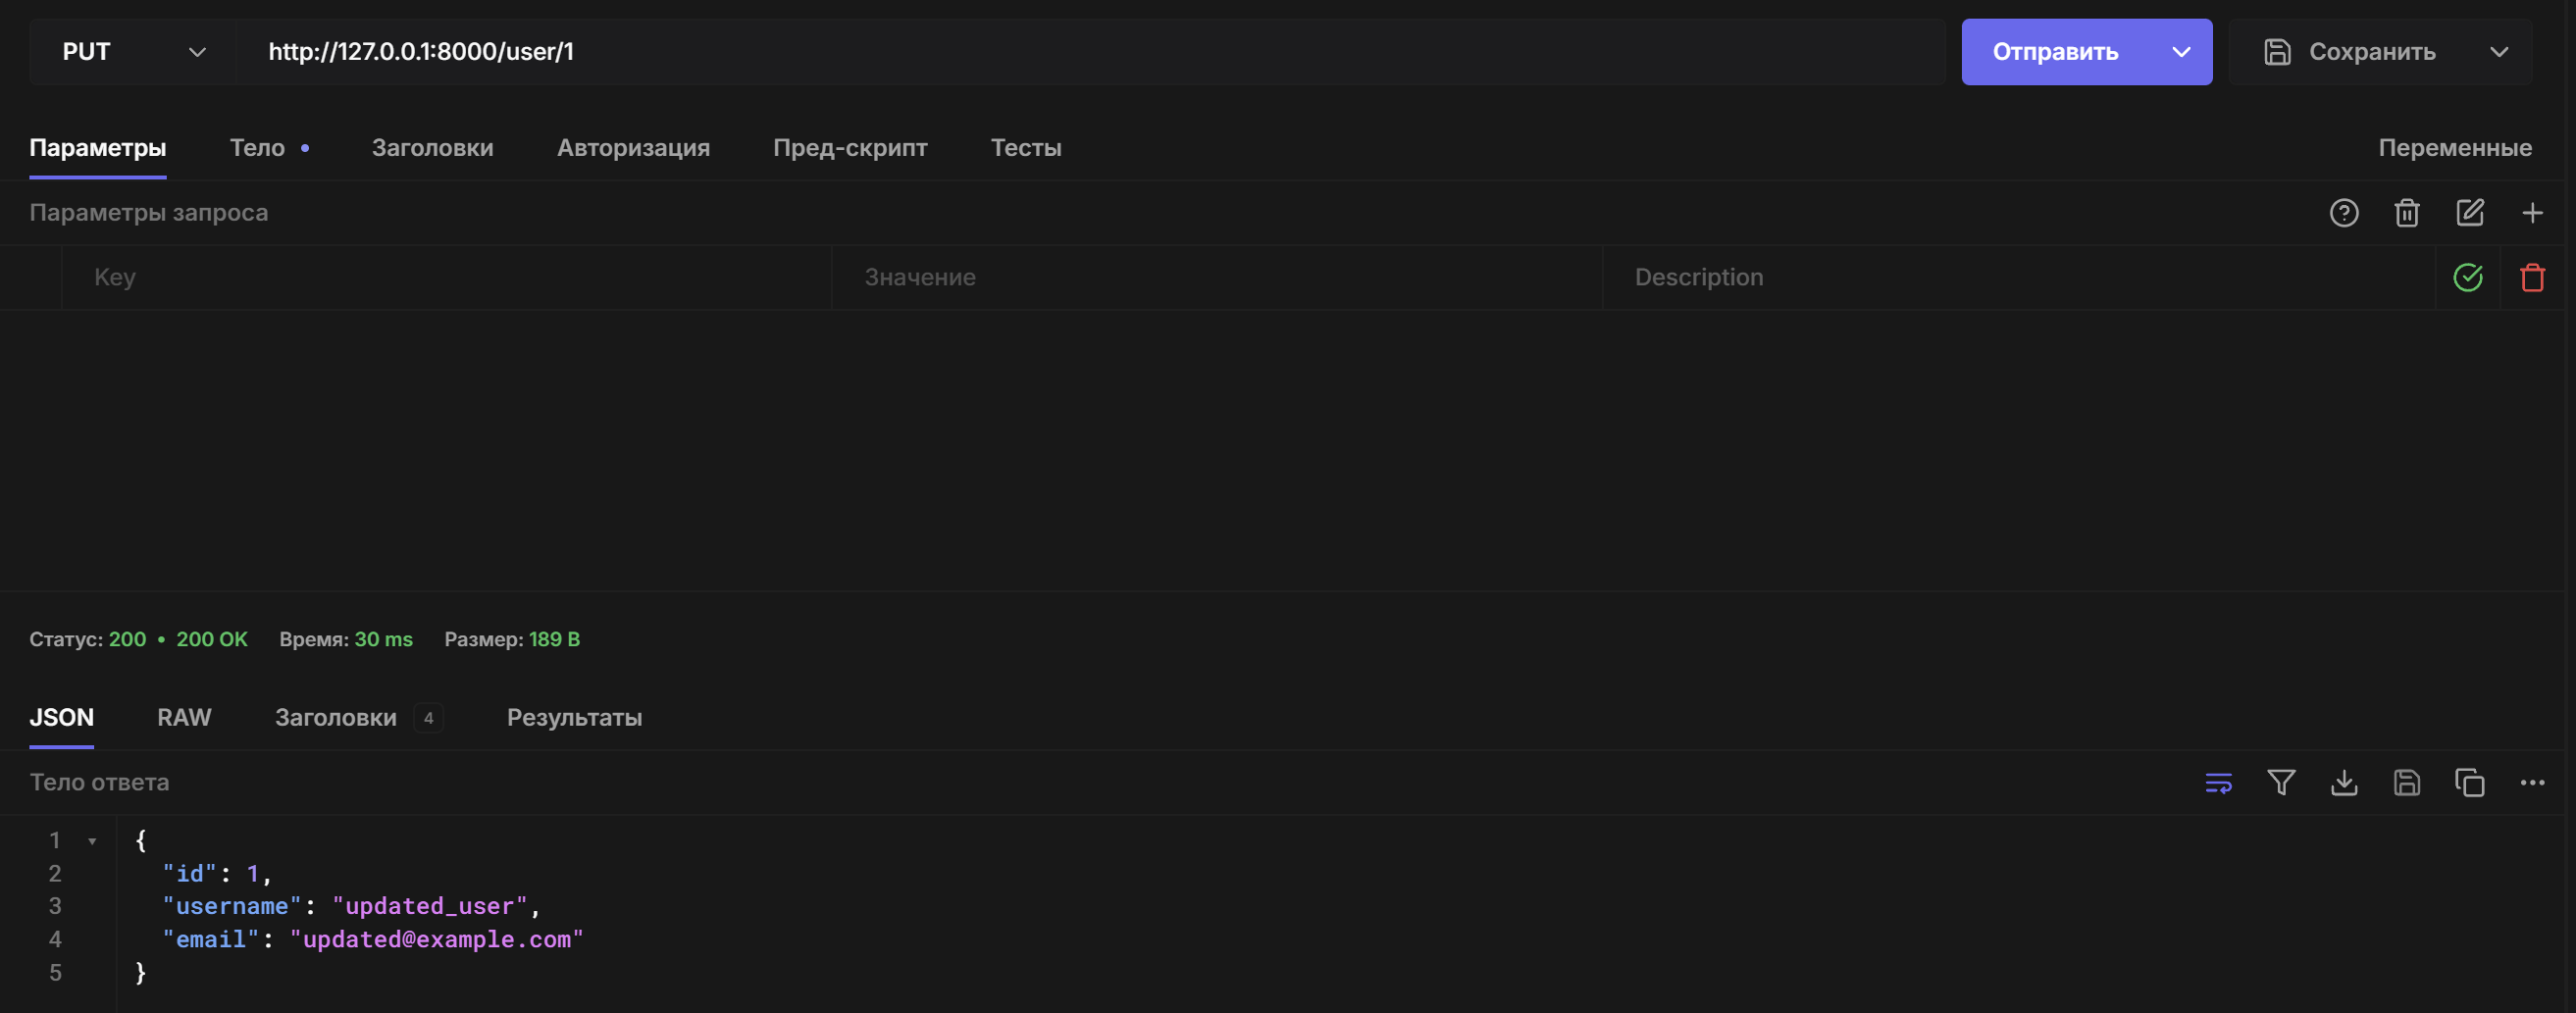 PUT http://127.0.0.1:8000/user/1 Отправить Сохранить
Параметры Тело Заголовки Авторизация Пред-скрипт Тесты Переменные
Параметры запроса
Key Значение Description
Статус: 200 • 200 OK Время: 30 ms Размер: 189 B
JSON RAW Заголовки 4 Результаты
Тело ответа
1 {
2 "id": 1,
3 "username": "updated_user",
4 "email": "updated@example.com"
5 }